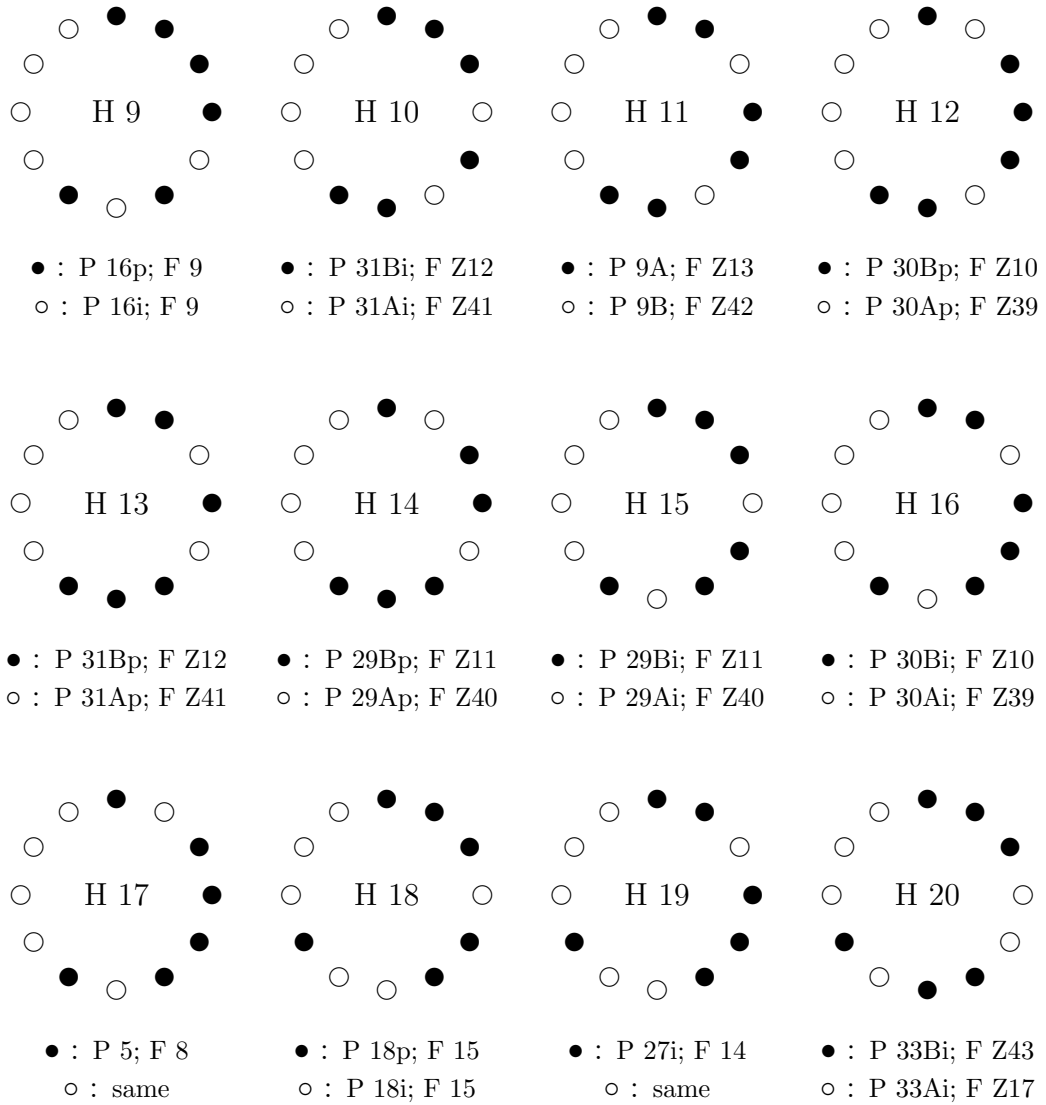 H 9 H 10 H 11 H 12
● : P 16p; F 9 ● : P 31Bi; F Z12 ● : P 9A; F Z13 ● : P 30Bp; F Z10
○ : P 16i; F 9 ○ : P 31Ai; F Z41 ○ : P 9B; F Z42 ○ : P 30Ap; F Z39
H 13 H 14 H 15 H 16
● : P 31Bp; F Z12 ● : P 29Bp; F Z11 ● : P 29Bi; F Z11 ● : P 30Bi; F Z10
○ : P 31Ap; F Z41 ○ : P 29Ap; F Z40 ○ : P 29Ai; F Z40 ○ : P 30Ai; F Z39
H 17 H 18 H 19 H 20
● : P 5; F 8 ● : P 18p; F 15 ● : P 27i; F 14 ● : P 33Bi; F Z43
○ : same ○ : P 18i; F 15 ○ : same ○ : P 33Ai; F Z17